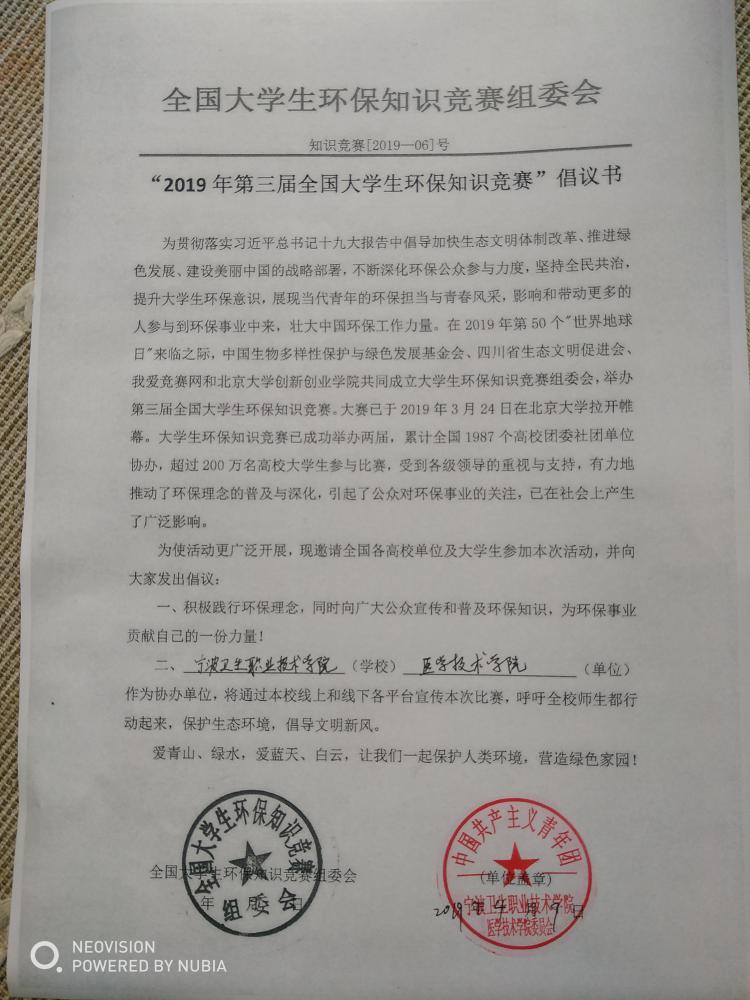 全国大学生环保知识竞赛组委会
知识竞赛[2019—06]号
“2019 年第三届全国大学生环保知识竞赛”倡议书
为贯彻落实习近平总书记十九大报告中倡导加快生态文明体制改革、推进绿
色发展、建设美丽中国的战略部署，不断深化环保公众参与力度，坚持全民共治，
提升大学生环保意识，展现当代青年的环保担当与青春风采，影响和带动更多的
人参与到环保事业中来，壮大中国环保工作力量。在 2019 年第 50 个"世界地球
日"来临之际，中国生物多样性保护与绿色发展基金会、四川省生态文明促进会、
我爱竞赛网和北京大学创新创业学院共同成立大学生环保知识竞赛组委会，举办
第三届全国大学生环保知识竞赛。大赛已于 2019 年 3 月 24 日在北京大学拉开帷
幕。大学生环保知识竞赛已成功举办两届，累计全国 1987 个高校团委社团单位
协办，超过 200 万名高校大学生参与比赛，受到各级领导的重视与支持，有力地
推动了环保理念的普及与深化，引起了公众对环保事业的关注，已在社会上产生
了广泛影响。
为使活动更广泛开展，现邀请全国各高校单位及大学生参加本次活动，并向
大家发出倡议：
一、积极践行环保理念，同时向广大公众宣传和普及环保知识，为环保事业
贡献自己的一份力量！
二、宁波卫生职业技术学院（学校）医学技术学院（单位）
作为协办单位，将通过本校线上和线下各平台宣传本次比赛，呼吁全校师生都行
动起来，保护生态环境，倡导文明新风。
爱青山、绿水，爱蓝天、白云，让我们一起保护人类环境，营造绿色家园！
全国大学生环保知识竞赛
组委会
全国大学生环保知识竞赛组委会
年 月 日
中国共产主义青年团
(单位盖章)
宁波卫生职业技术学院
医学技术学院委员会
2019 年 4 月 9 日
NEOVISION
POWERED BY NUBIA